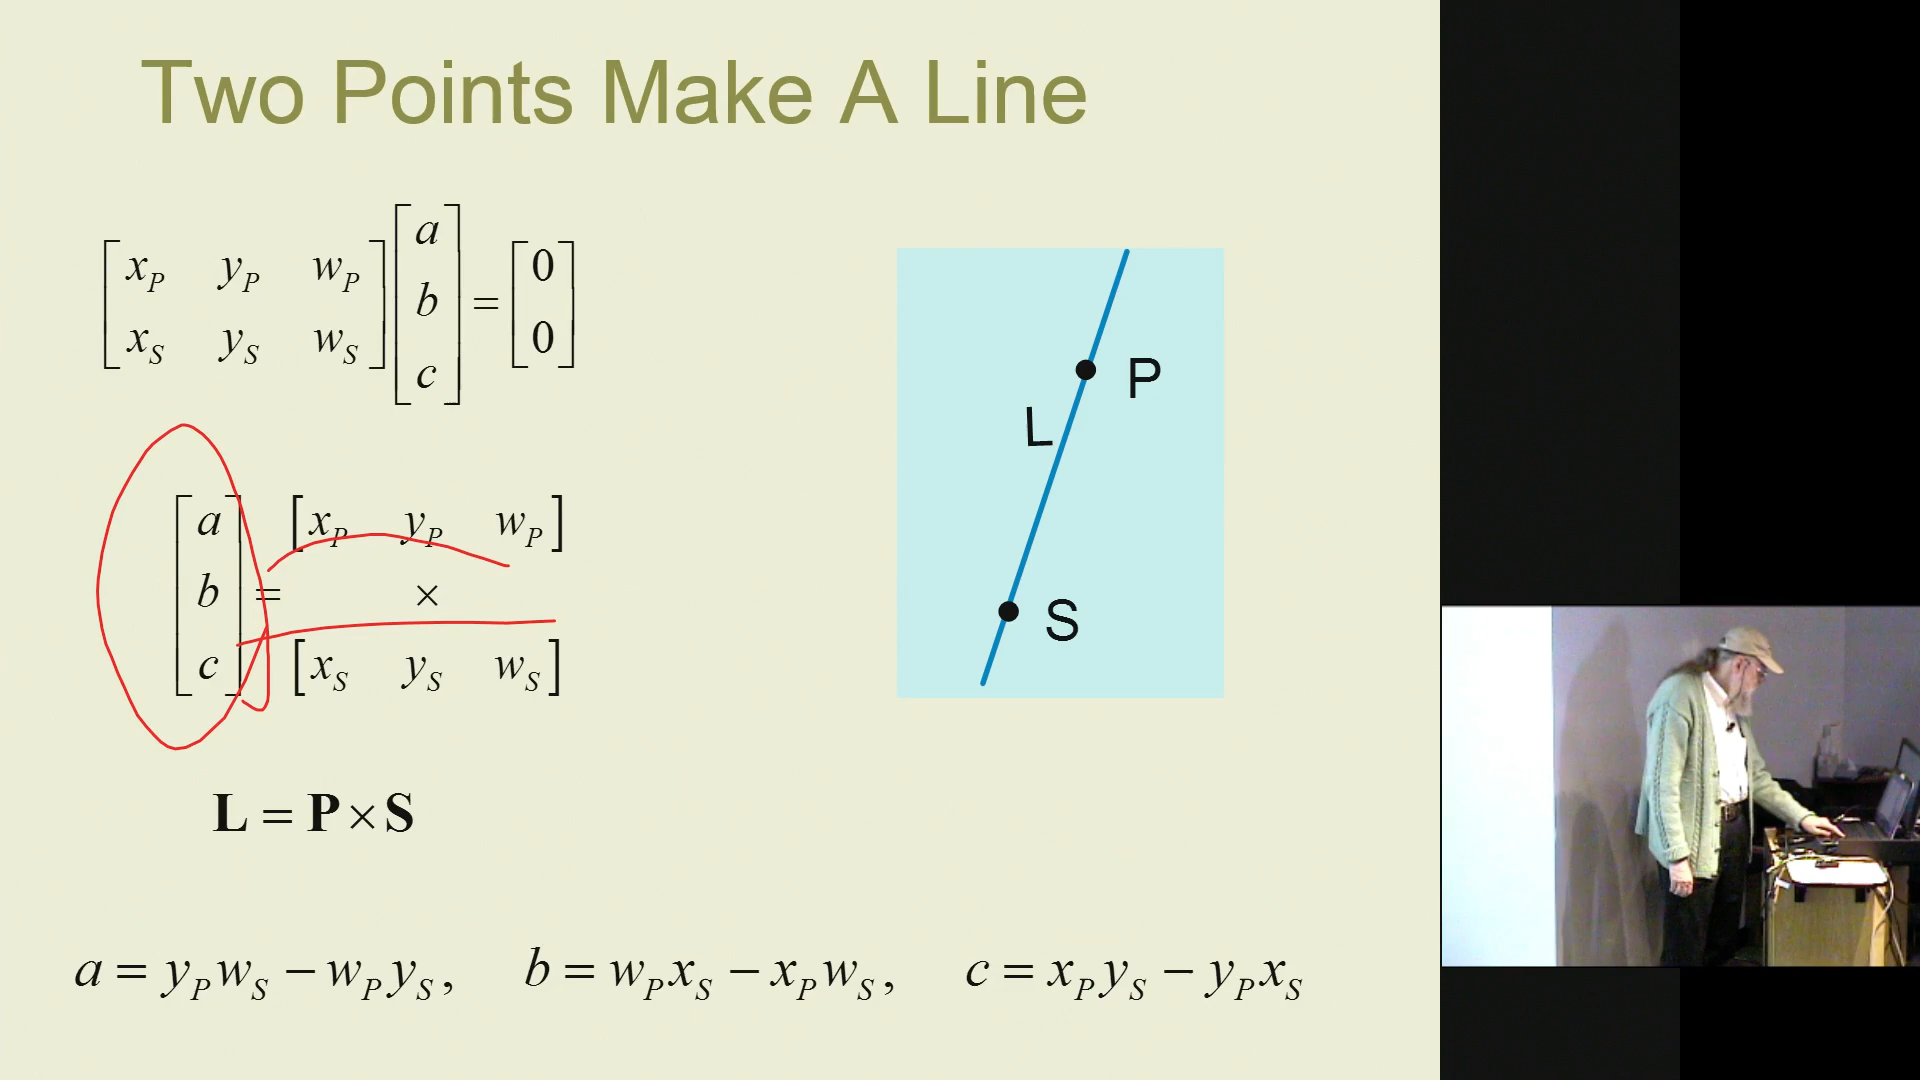 Two Points Make A Line
[x_P y_P w_P; x_S y_S w_S] [a; b; c] = [0; 0]
[a; b; c] = [x_P y_P w_P] × [x_S y_S w_S]
L = P × S
a = y_P w_S − w_P y_S, b = w_P x_S − x_P w_S, c = x_P y_S − y_P x_S
P
L
S